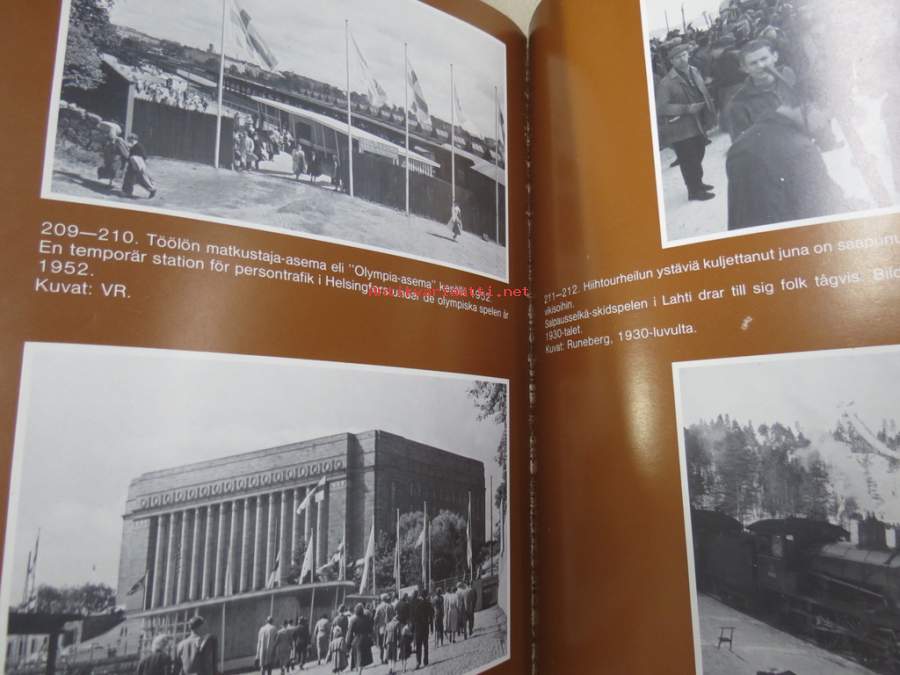 209—210. Töölön matkustaja-asema eli "Olympia-asema" kesällä 1952.
En temporär station för persontrafik i Helsingfors under de olympiska spelen år
1952.
Kuvat: VR.
211—212. Hiihtourheilun ystäviä kuljettanut juna on saapunu
Salpausselkä-skidspelen i Lahti drar till sig folk tågvis. Bild
1930-talet.
Kuvat: Runeberg, 1930-luvulta.